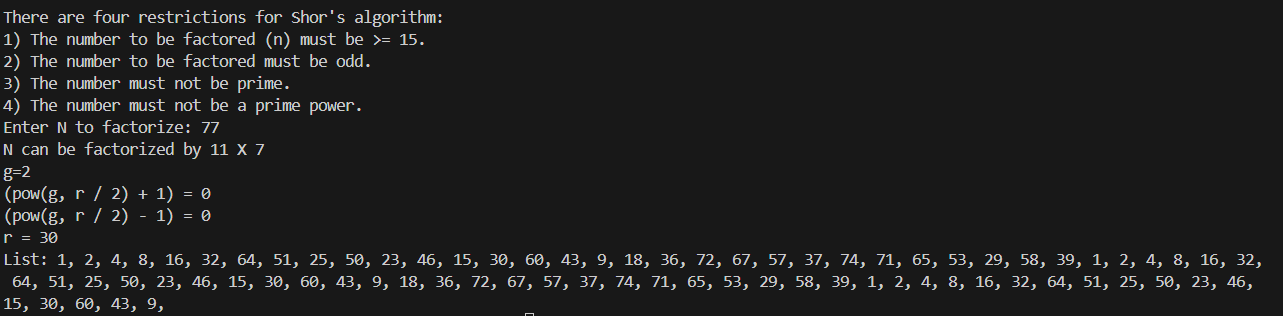 There are four restrictions for Shor's algorithm:
1) The number to be factored (n) must be >= 15.
2) The number to be factored must be odd.
3) The number must not be prime.
4) The number must not be a prime power.
Enter N to factorize: 77
N can be factorized by 11 X 7
g=2
(pow(g, r / 2) + 1) = 0
(pow(g, r / 2) - 1) = 0
r = 30
List: 1, 2, 4, 8, 16, 32, 64, 51, 25, 50, 23, 46, 15, 30, 60, 43, 9, 18, 36, 72, 67, 57, 37, 74, 71, 65, 53, 29, 58, 39, 1, 2, 4, 8, 16, 32,
64, 51, 25, 50, 23, 46, 15, 30, 60, 43, 9, 18, 36, 72, 67, 57, 37, 74, 71, 65, 53, 29, 58, 39, 1, 2, 4, 8, 16, 32, 64, 51, 25, 50, 23, 46,
15, 30, 60, 43, 9,